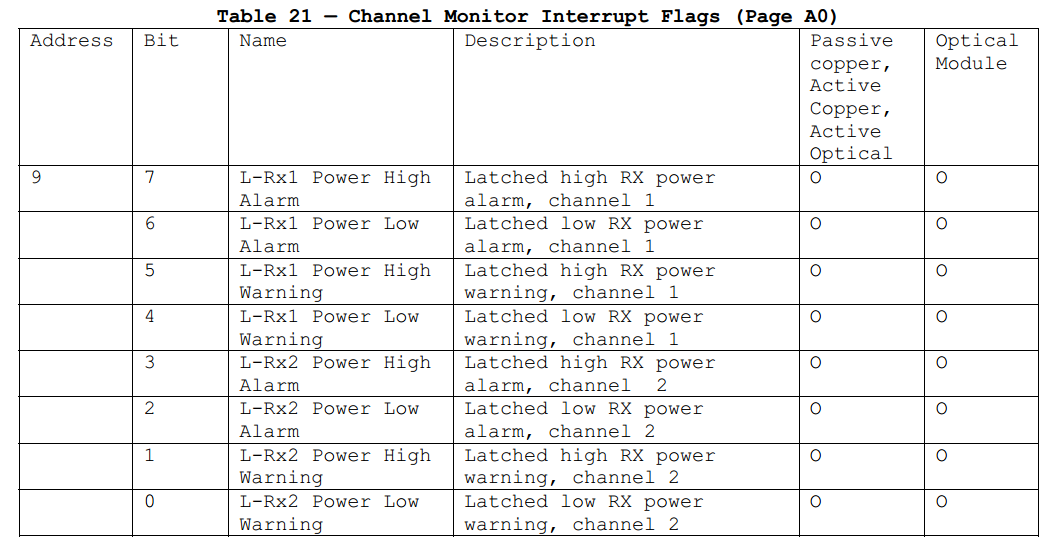 Table 21 — Channel Monitor Interrupt Flags (Page A0)
Address Bit Name Description Passive copper, Active Copper, Active Optical Optical Module
9 7 L-Rx1 Power High Alarm Latched high RX power alarm, channel 1 O O
6 L-Rx1 Power Low Alarm Latched low RX power alarm, channel 1 O O
5 L-Rx1 Power High Warning Latched high RX power warning, channel 1 O O
4 L-Rx1 Power Low Warning Latched low RX power warning, channel 1 O O
3 L-Rx2 Power High Alarm Latched high RX power alarm, channel  2 O O
2 L-Rx2 Power Low Alarm Latched low RX power alarm, channel 2 O O
1 L-Rx2 Power High Warning Latched high RX power warning, channel 2 O O
0 L-Rx2 Power Low Warning Latched low RX power warning, channel 2 O O